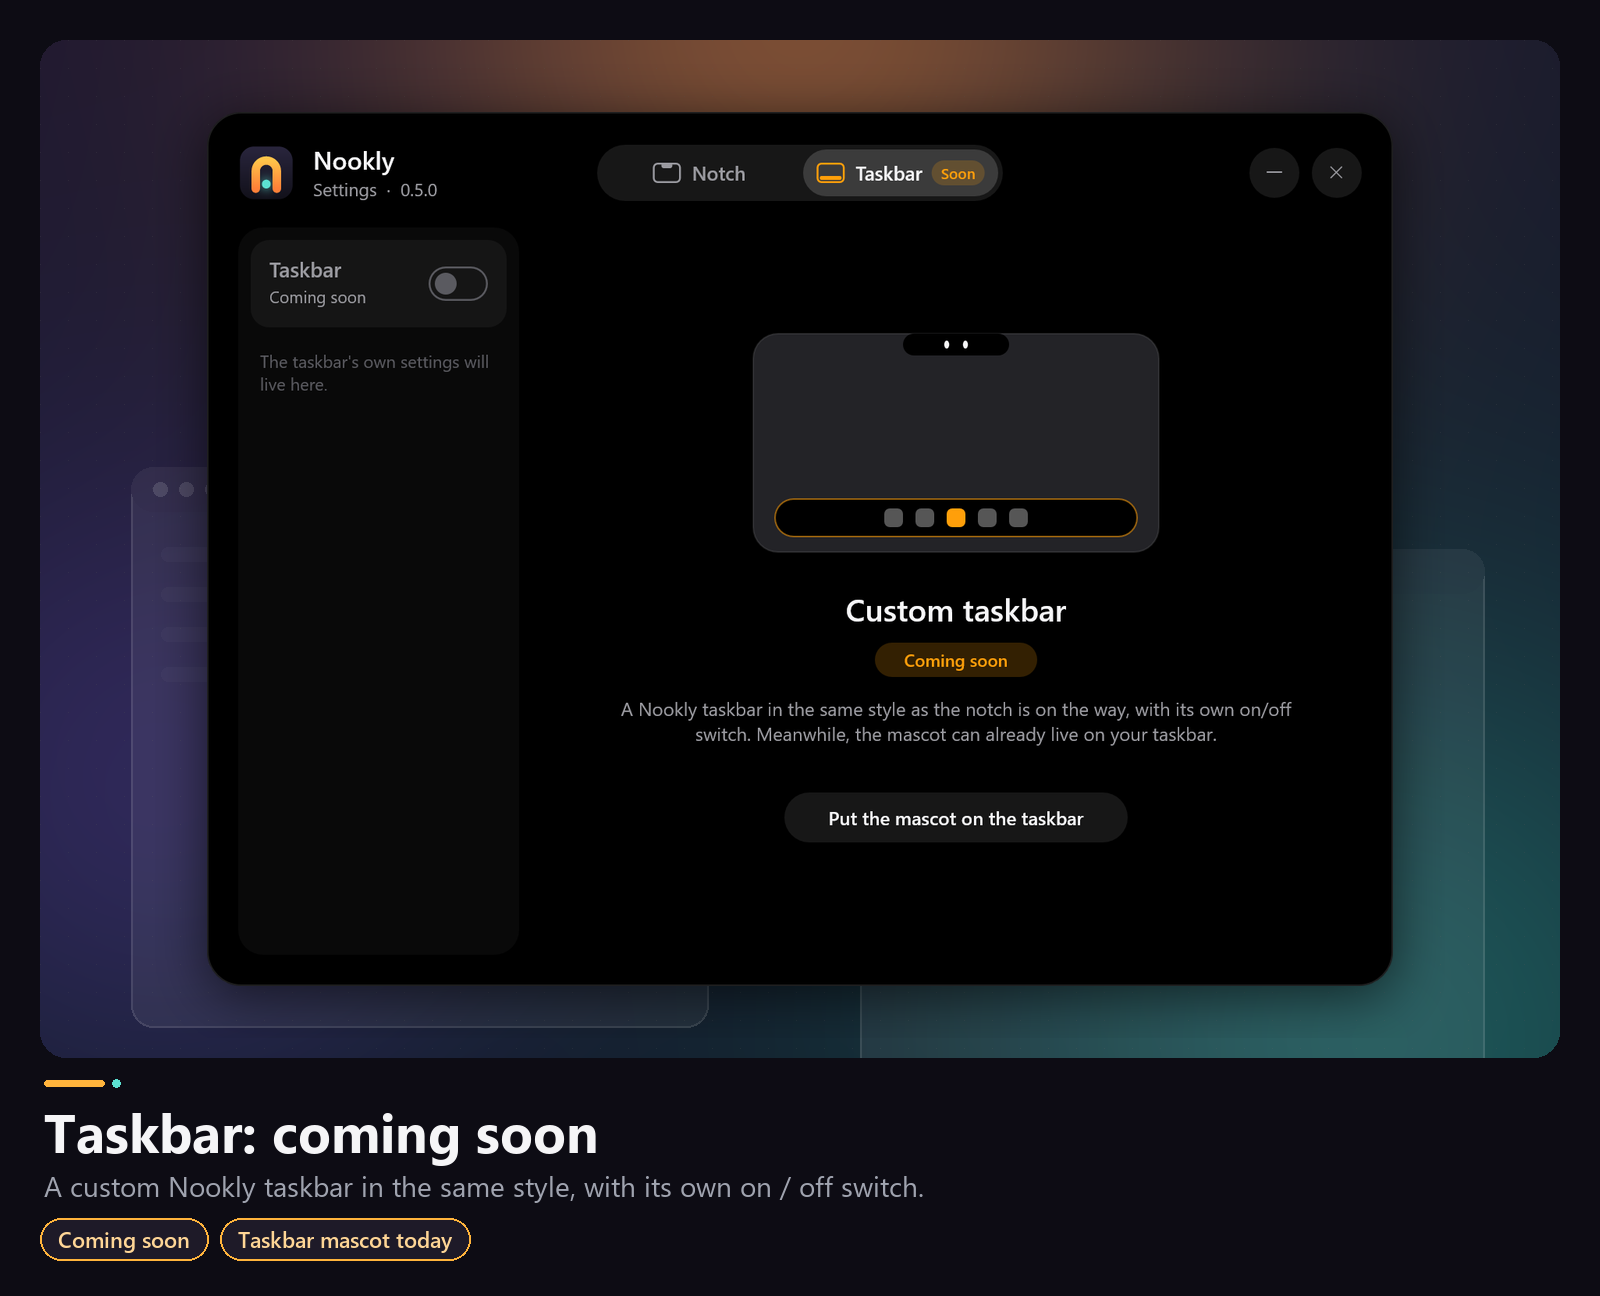 Nookly
Settings · 0.5.0
Notch
Taskbar Soon
Taskbar
Coming soon
The taskbar's own settings will
live here.
Custom taskbar
Coming soon
A Nookly taskbar in the same style as the notch is on the way, with its own on/off
switch. Meanwhile, the mascot can already live on your taskbar.
Put the mascot on the taskbar
Taskbar: coming soon
A custom Nookly taskbar in the same style, with its own on / off switch.
Coming soon
Taskbar mascot today